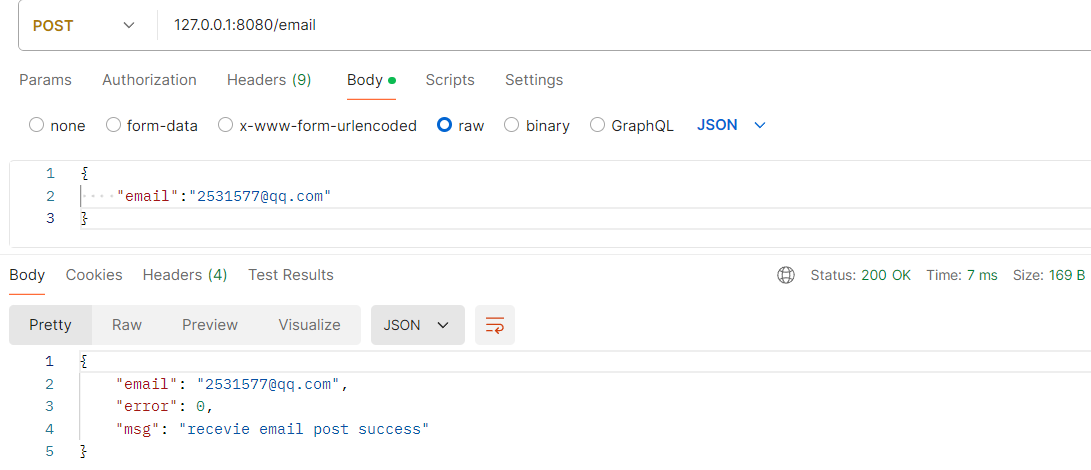 POST 127.0.0.1:8080/email
Params Authorization Headers (9) Body Scripts Settings
none form-data x-www-form-urlencoded raw binary GraphQL JSON
1 {
2 "email":"2531577@qq.com"
3 }
Body Cookies Headers (4) Test Results Status: 200 OK Time: 7 ms Size: 169 B
Pretty Raw Preview Visualize JSON
1 {
2 "email": "2531577@qq.com",
3 "error": 0,
4 "msg": "recevie email post success"
5 }